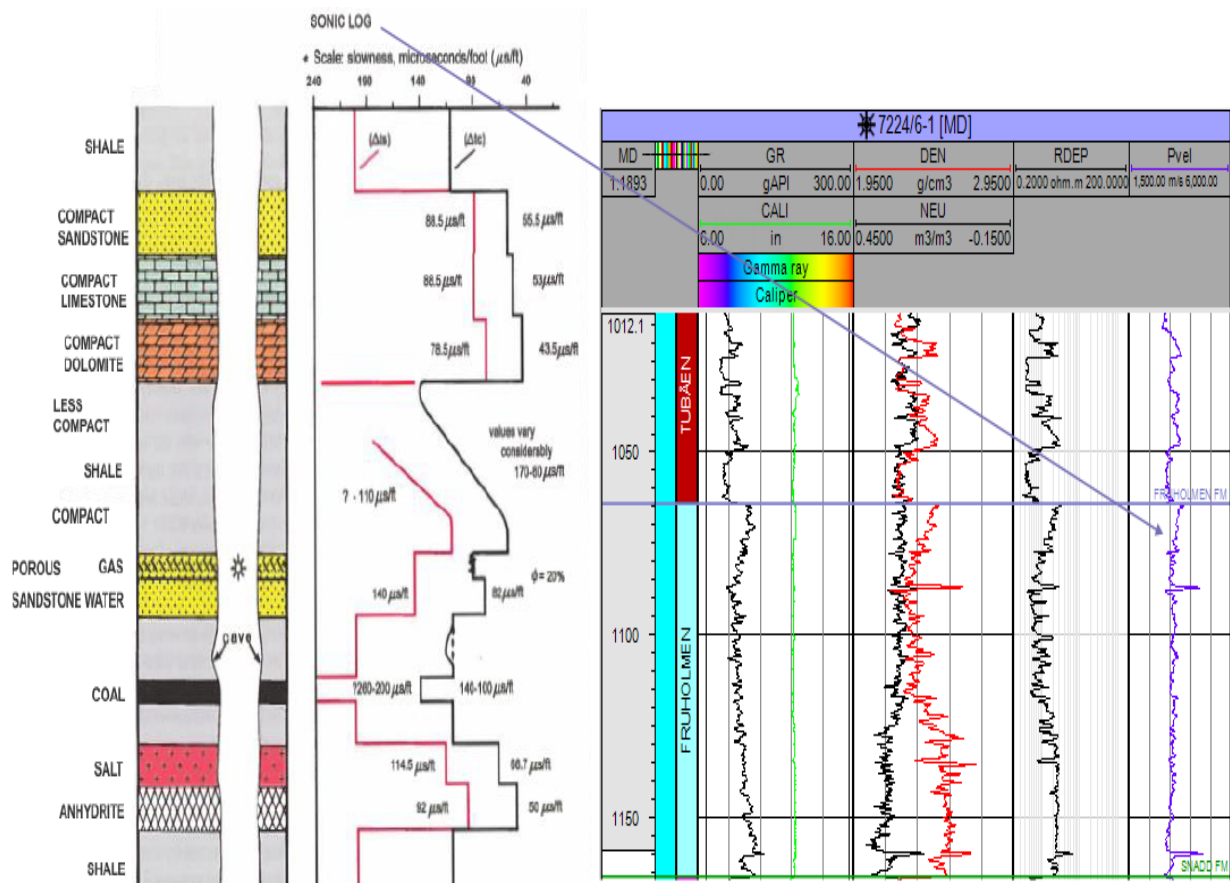 SONIC LOG
Scale: slowness, microseconds/foot (µs/ft)
240 190 140 90 40
(Δts) (Δtc)
SHALE
COMPACT
SANDSTONE
88.5 µs/ft 55.5 µs/ft
COMPACT
LIMESTONE
88.5 µs/ft 53 µs/ft
COMPACT
DOLOMITE
78.5 µs/ft 43.5 µs/ft
LESS
COMPACT
values vary
considerably
170-60 µs/ft
SHALE
? - 110 µs/ft
COMPACT
POROUS GAS
SANDSTONE WATER
ϕ = 20%
140 µs/ft 82 µs/ft
cave
COAL
?260-200 µs/ft 140-100 µs/ft
SALT
114.5 µs/ft 66.7 µs/ft
ANHYDRITE
92 µs/ft 50 µs/ft
SHALE
7224/6-1 [MD]
MD GR DEN RDEP Pvel
1:1893 0.00 gAPI 300.00 1.9500 g/cm3 2.9500 0.2000 ohm.m 200.0000 1,500.00 m/s 6,000.00
CALI NEU
6.00 in 16.00 0.4500 m3/m3 -0.1500
Gamma ray
Caliper
1012.1
TUBÅEN
1050
FRUHOLMEN FM
1100
FRUHOLMEN
1150
SNADD FM